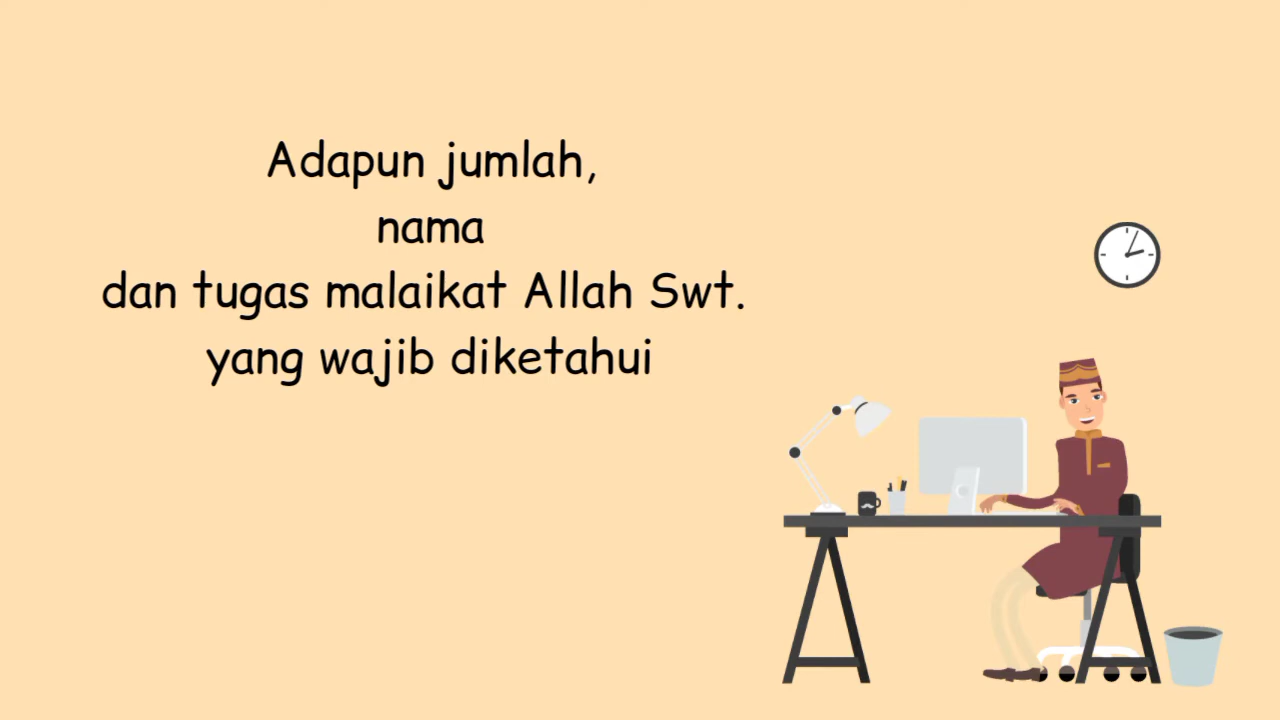 Adapun jumlah,
nama
dan tugas malaikat Allah Swt.
yang wajib diketahui